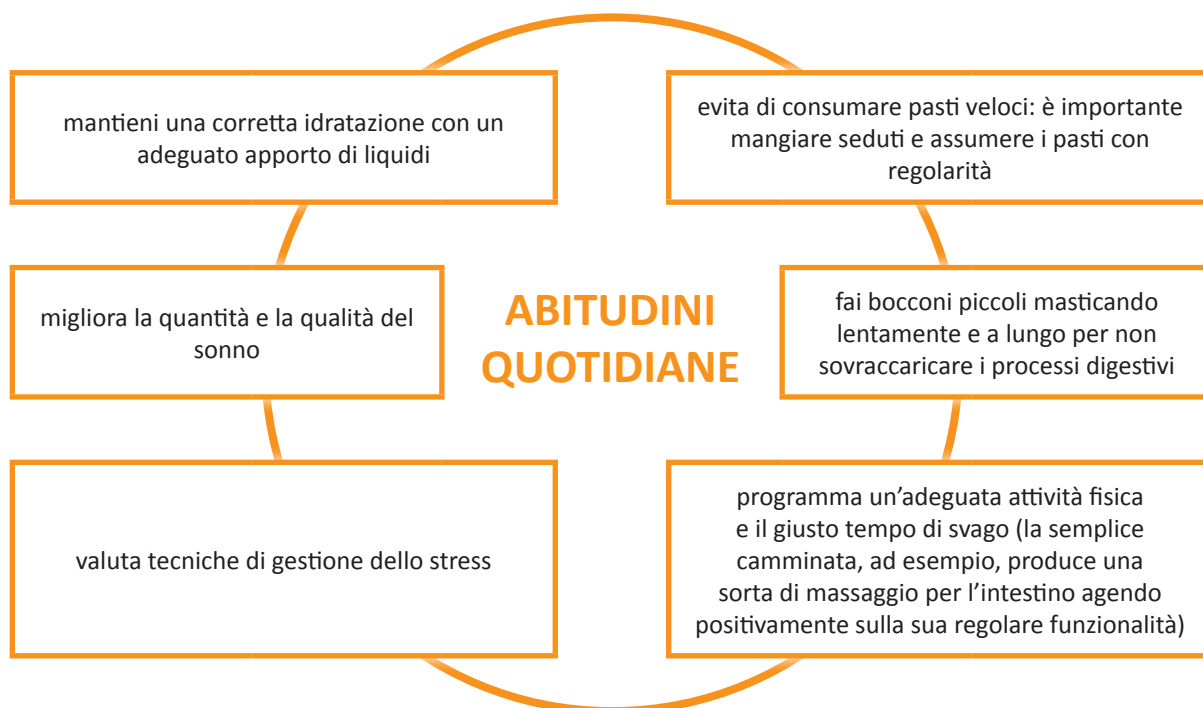 mantieni una corretta idratazione con un
adeguato apporto di liquidi
evita di consumare pasti veloci: è importante
mangiare seduti e assumere i pasti con
regolarità
migliora la quantità e la qualità del
sonno
ABITUDINI
QUOTIDIANE
fai bocconi piccoli masticando
lentamente e a lungo per non
sovraccaricare i processi digestivi
valuta tecniche di gestione dello stress
programma un’adeguata attività fisica
e il giusto tempo di svago (la semplice
camminata, ad esempio, produce una
sorta di massaggio per l’intestino agendo
positivamente sulla sua regolare funzionalità)